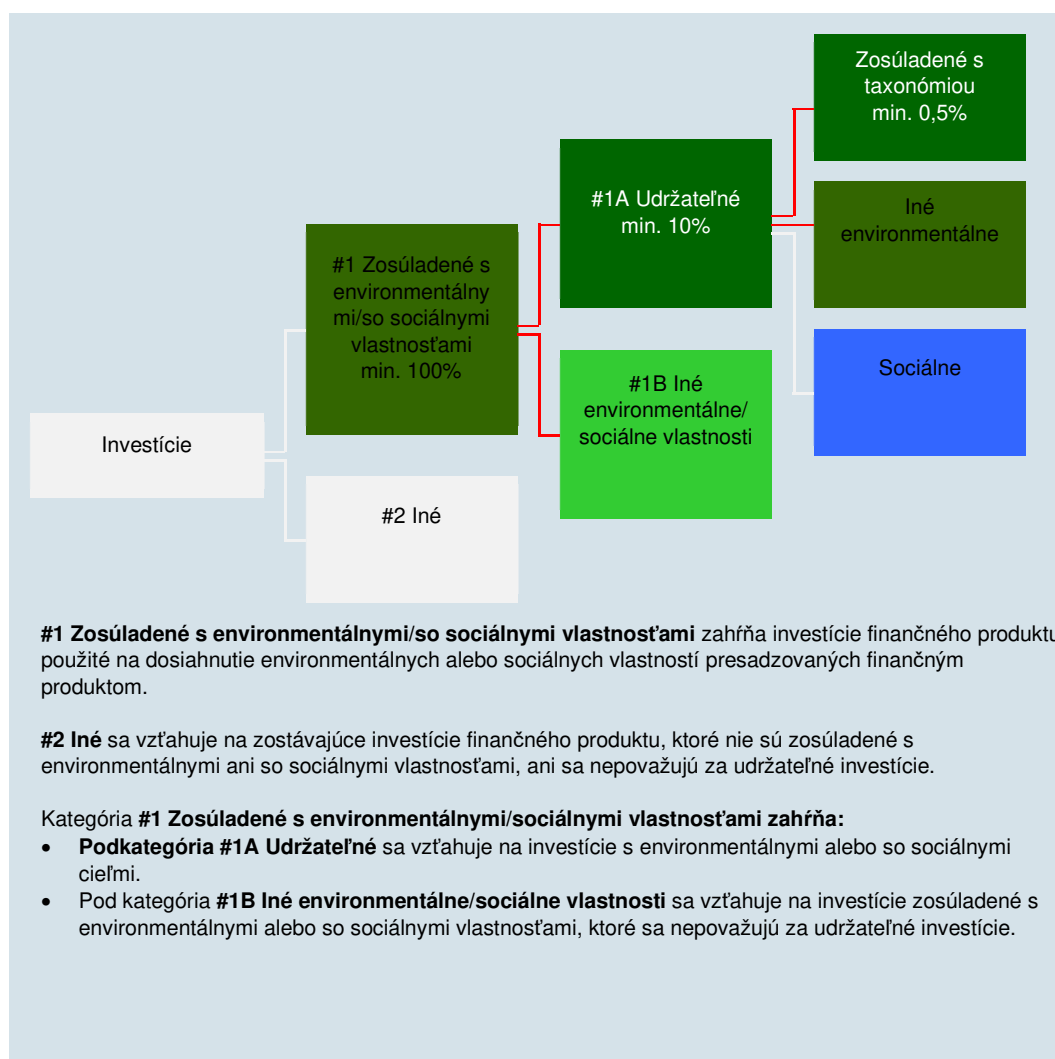 Zosúladené s
taxonómiou
min. 0,5%
#1A Udržateľné
min. 10%
Iné
environmentálne
#1 Zosúladené s
environmentálny
mi/so sociálnymi
vlastnosťami
min. 100%
Sociálne
#1B Iné
environmentálne/
sociálne vlastnosti
Investície
#2 Iné
#1 Zosúladené s environmentálnymi/so sociálnymi vlastnosťami zahŕňa investície finančného produktu
použité na dosiahnutie environmentálnych alebo sociálnych vlastností presadzovaných finančným
produktom.
#2 Iné sa vzťahuje na zostávajúce investície finančného produktu, ktoré nie sú zosúladené s
environmentálnymi ani so sociálnymi vlastnosťami, ani sa nepovažujú za udržateľné investície.
Kategória #1 Zosúladené s environmentálnymi/sociálnymi vlastnosťami zahŕňa:
• Podkategória #1A Udržateľné sa vzťahuje na investície s environmentálnymi alebo so sociálnymi
cieľmi.
• Pod kategória #1B Iné environmentálne/sociálne vlastnosti sa vzťahuje na investície zosúladené s
environmentálnymi alebo so sociálnymi vlastnosťami, ktoré sa nepovažujú za udržateľné investície.